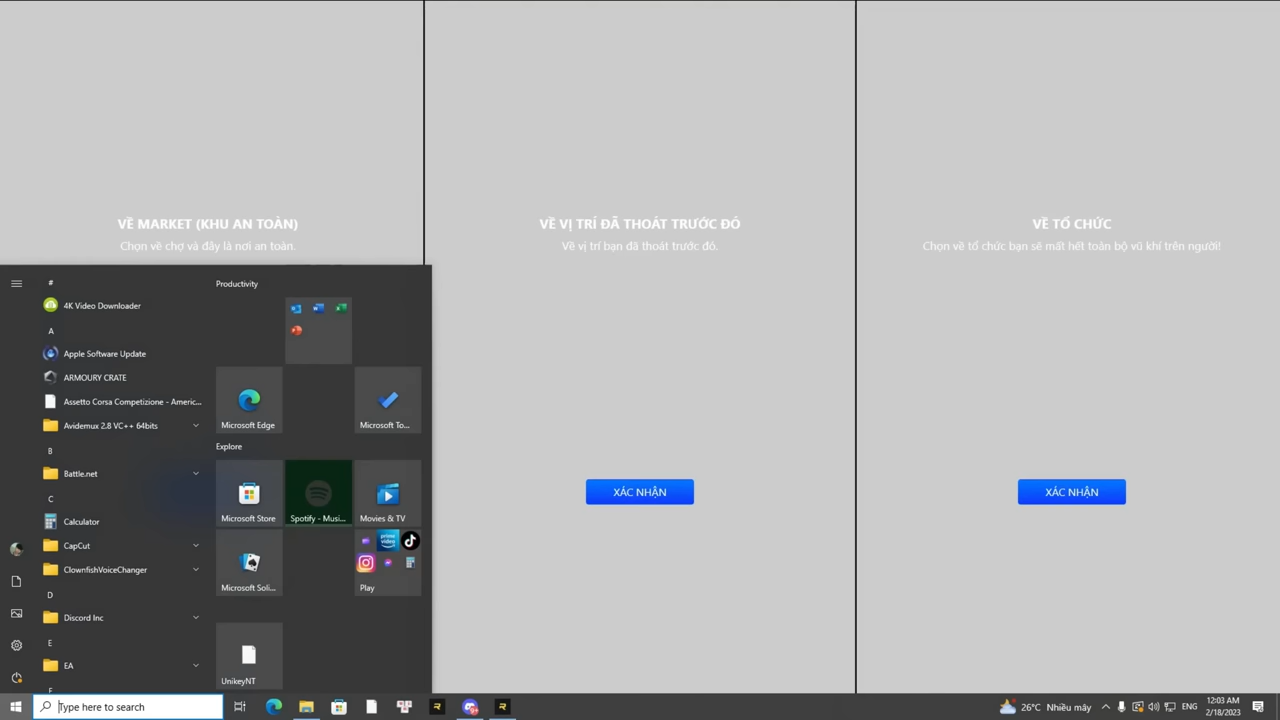 VỀ MARKET (KHU AN TOÀN)
Chọn về chợ và đây là nơi an toàn.
VỀ VỊ TRÍ ĐÃ THOÁT TRƯỚC ĐÓ
Về vị trí bạn đã thoát trước đó.
VỀ TỔ CHỨC
Chọn về tổ chức bạn sẽ mất hết toàn bộ vũ khí trên người!
XÁC NHẬN
XÁC NHẬN
#
4K Video Downloader
A
Apple Software Update
ARMOURY CRATE
Assetto Corsa Competizione - Americ...
Avidemux 2.8 VC++ 64bits
B
Battle.net
C
Calculator
CapCut
ClownfishVoiceChanger
D
Discord Inc
E
EA
Productivity
Microsoft Edge
Microsoft To...
Explore
Microsoft Store
Spotify - Musi...
Movies & TV
prime video
Microsoft Soli...
Play
UnikeyNT
Type here to search
26°C Nhiều mây
ENG
12:03 AM
2/18/2023